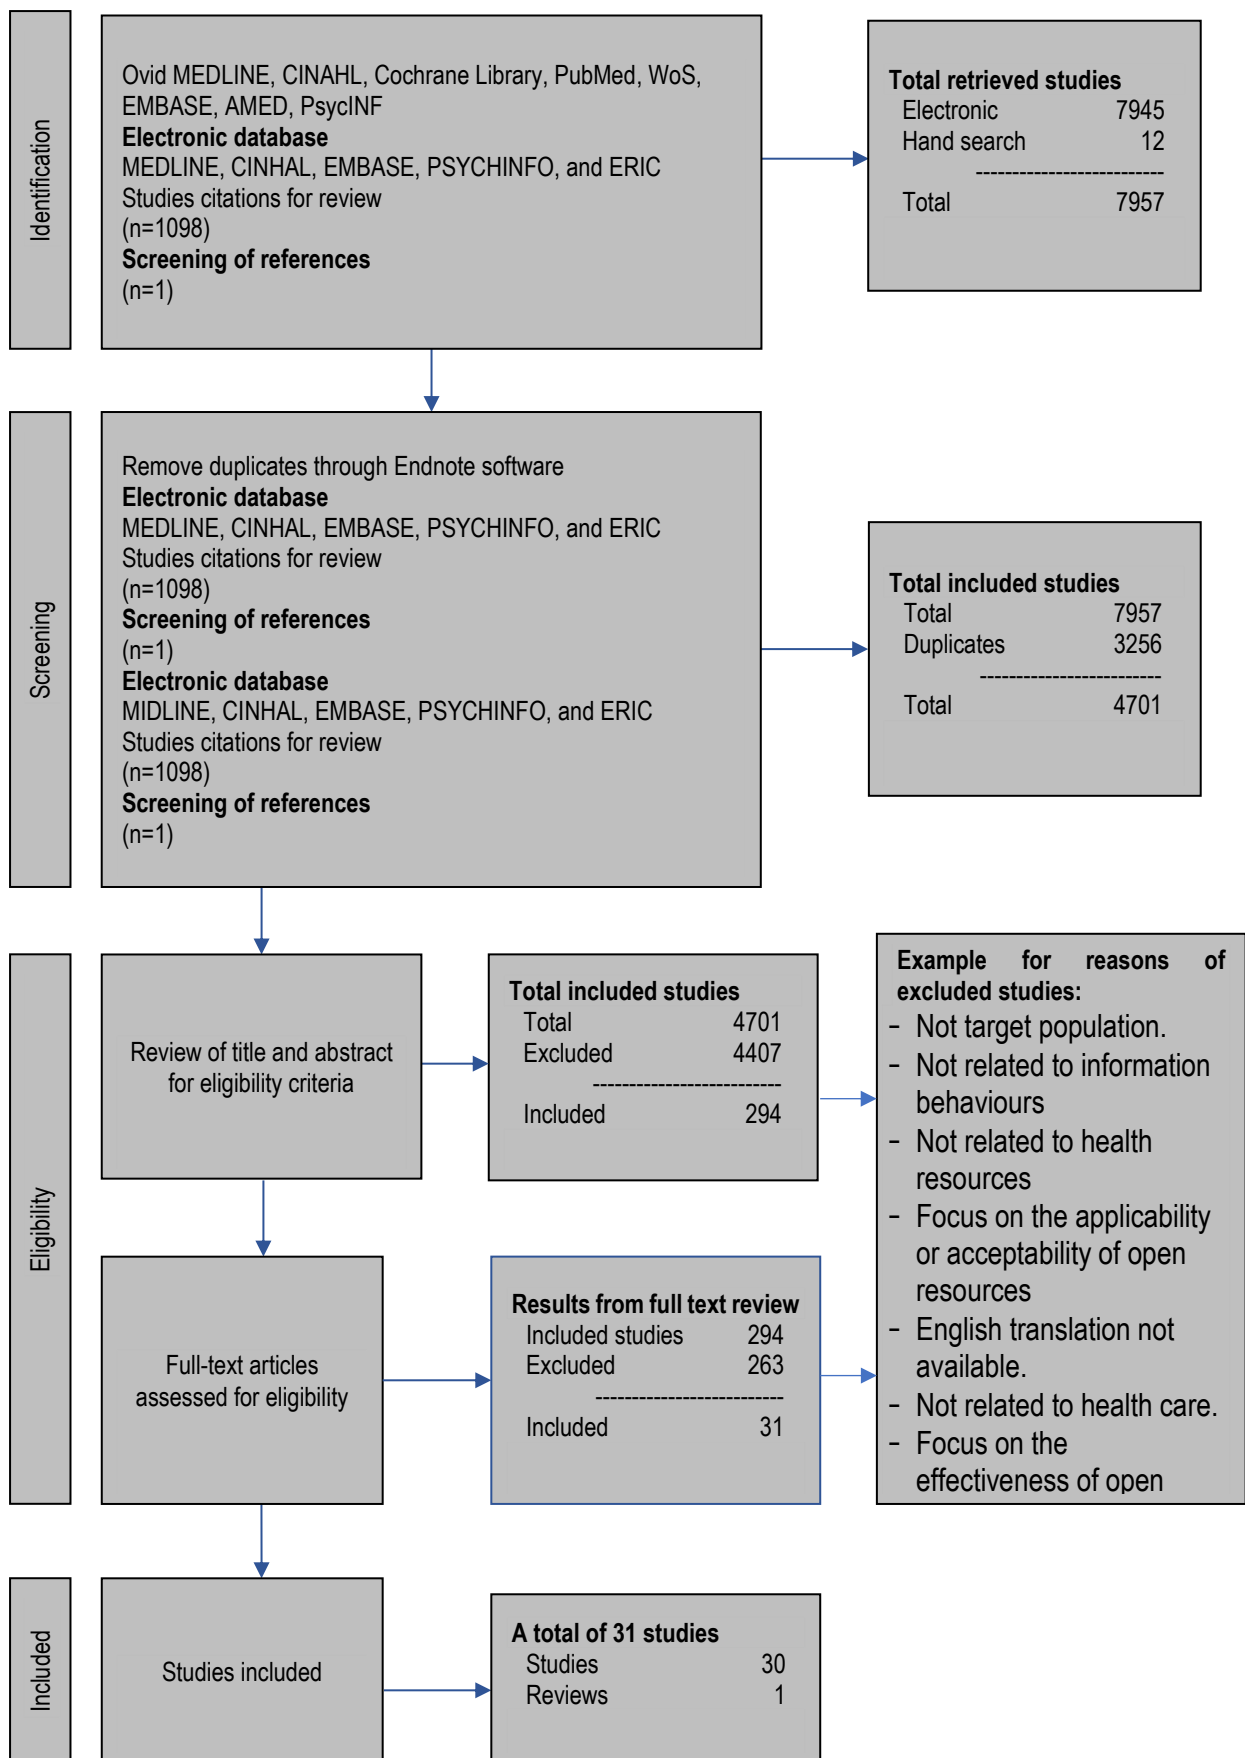 Identification
Ovid MEDLINE, CINAHL, Cochrane Library, PubMed, WoS,
EMBASE, AMED, PsycINF
Electronic database
MEDLINE, CINHAL, EMBASE, PSYCHINFO, and ERIC
Studies citations for review
(n=1098)
Screening of references
(n=1)
Total retrieved studies
Electronic 7945
Hand search 12
--------------------------
Total 7957
Screening
Remove duplicates through Endnote software
Electronic database
MEDLINE, CINHAL, EMBASE, PSYCHINFO, and ERIC
Studies citations for review
(n=1098)
Screening of references
(n=1)
Electronic database
MIDLINE, CINHAL, EMBASE, PSYCHINFO, and ERIC
Studies citations for review
(n=1098)
Screening of references
(n=1)
Total included studies
Total 7957
Duplicates 3256
-------------------------
Total 4701
Eligibility
Review of title and abstract
for eligibility criteria
Total included studies
Total 4701
Excluded 4407
--------------------------
Included 294
Example for reasons of
excluded studies:
- Not target population.
- Not related to information
behaviours
- Not related to health
resources
- Focus on the applicability
or acceptability of open
resources
- English translation not
available.
- Not related to health care.
- Focus on the
effectiveness of open
Full-text articles
assessed for eligibility
Results from full text review
Included studies 294
Excluded 263
--------------------------
Included 31
Included
Studies included
A total of 31 studies
Studies 30
Reviews 1